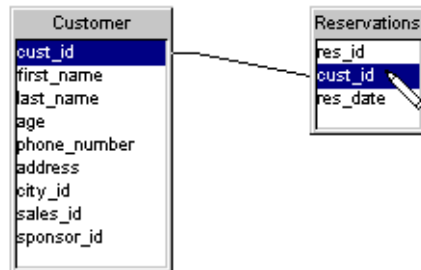 Customer
cust_id
first_name
last_name
age
phone_number
address
city_id
sales_id
sponsor_id
Reservations
res_id
cust_id
res_date